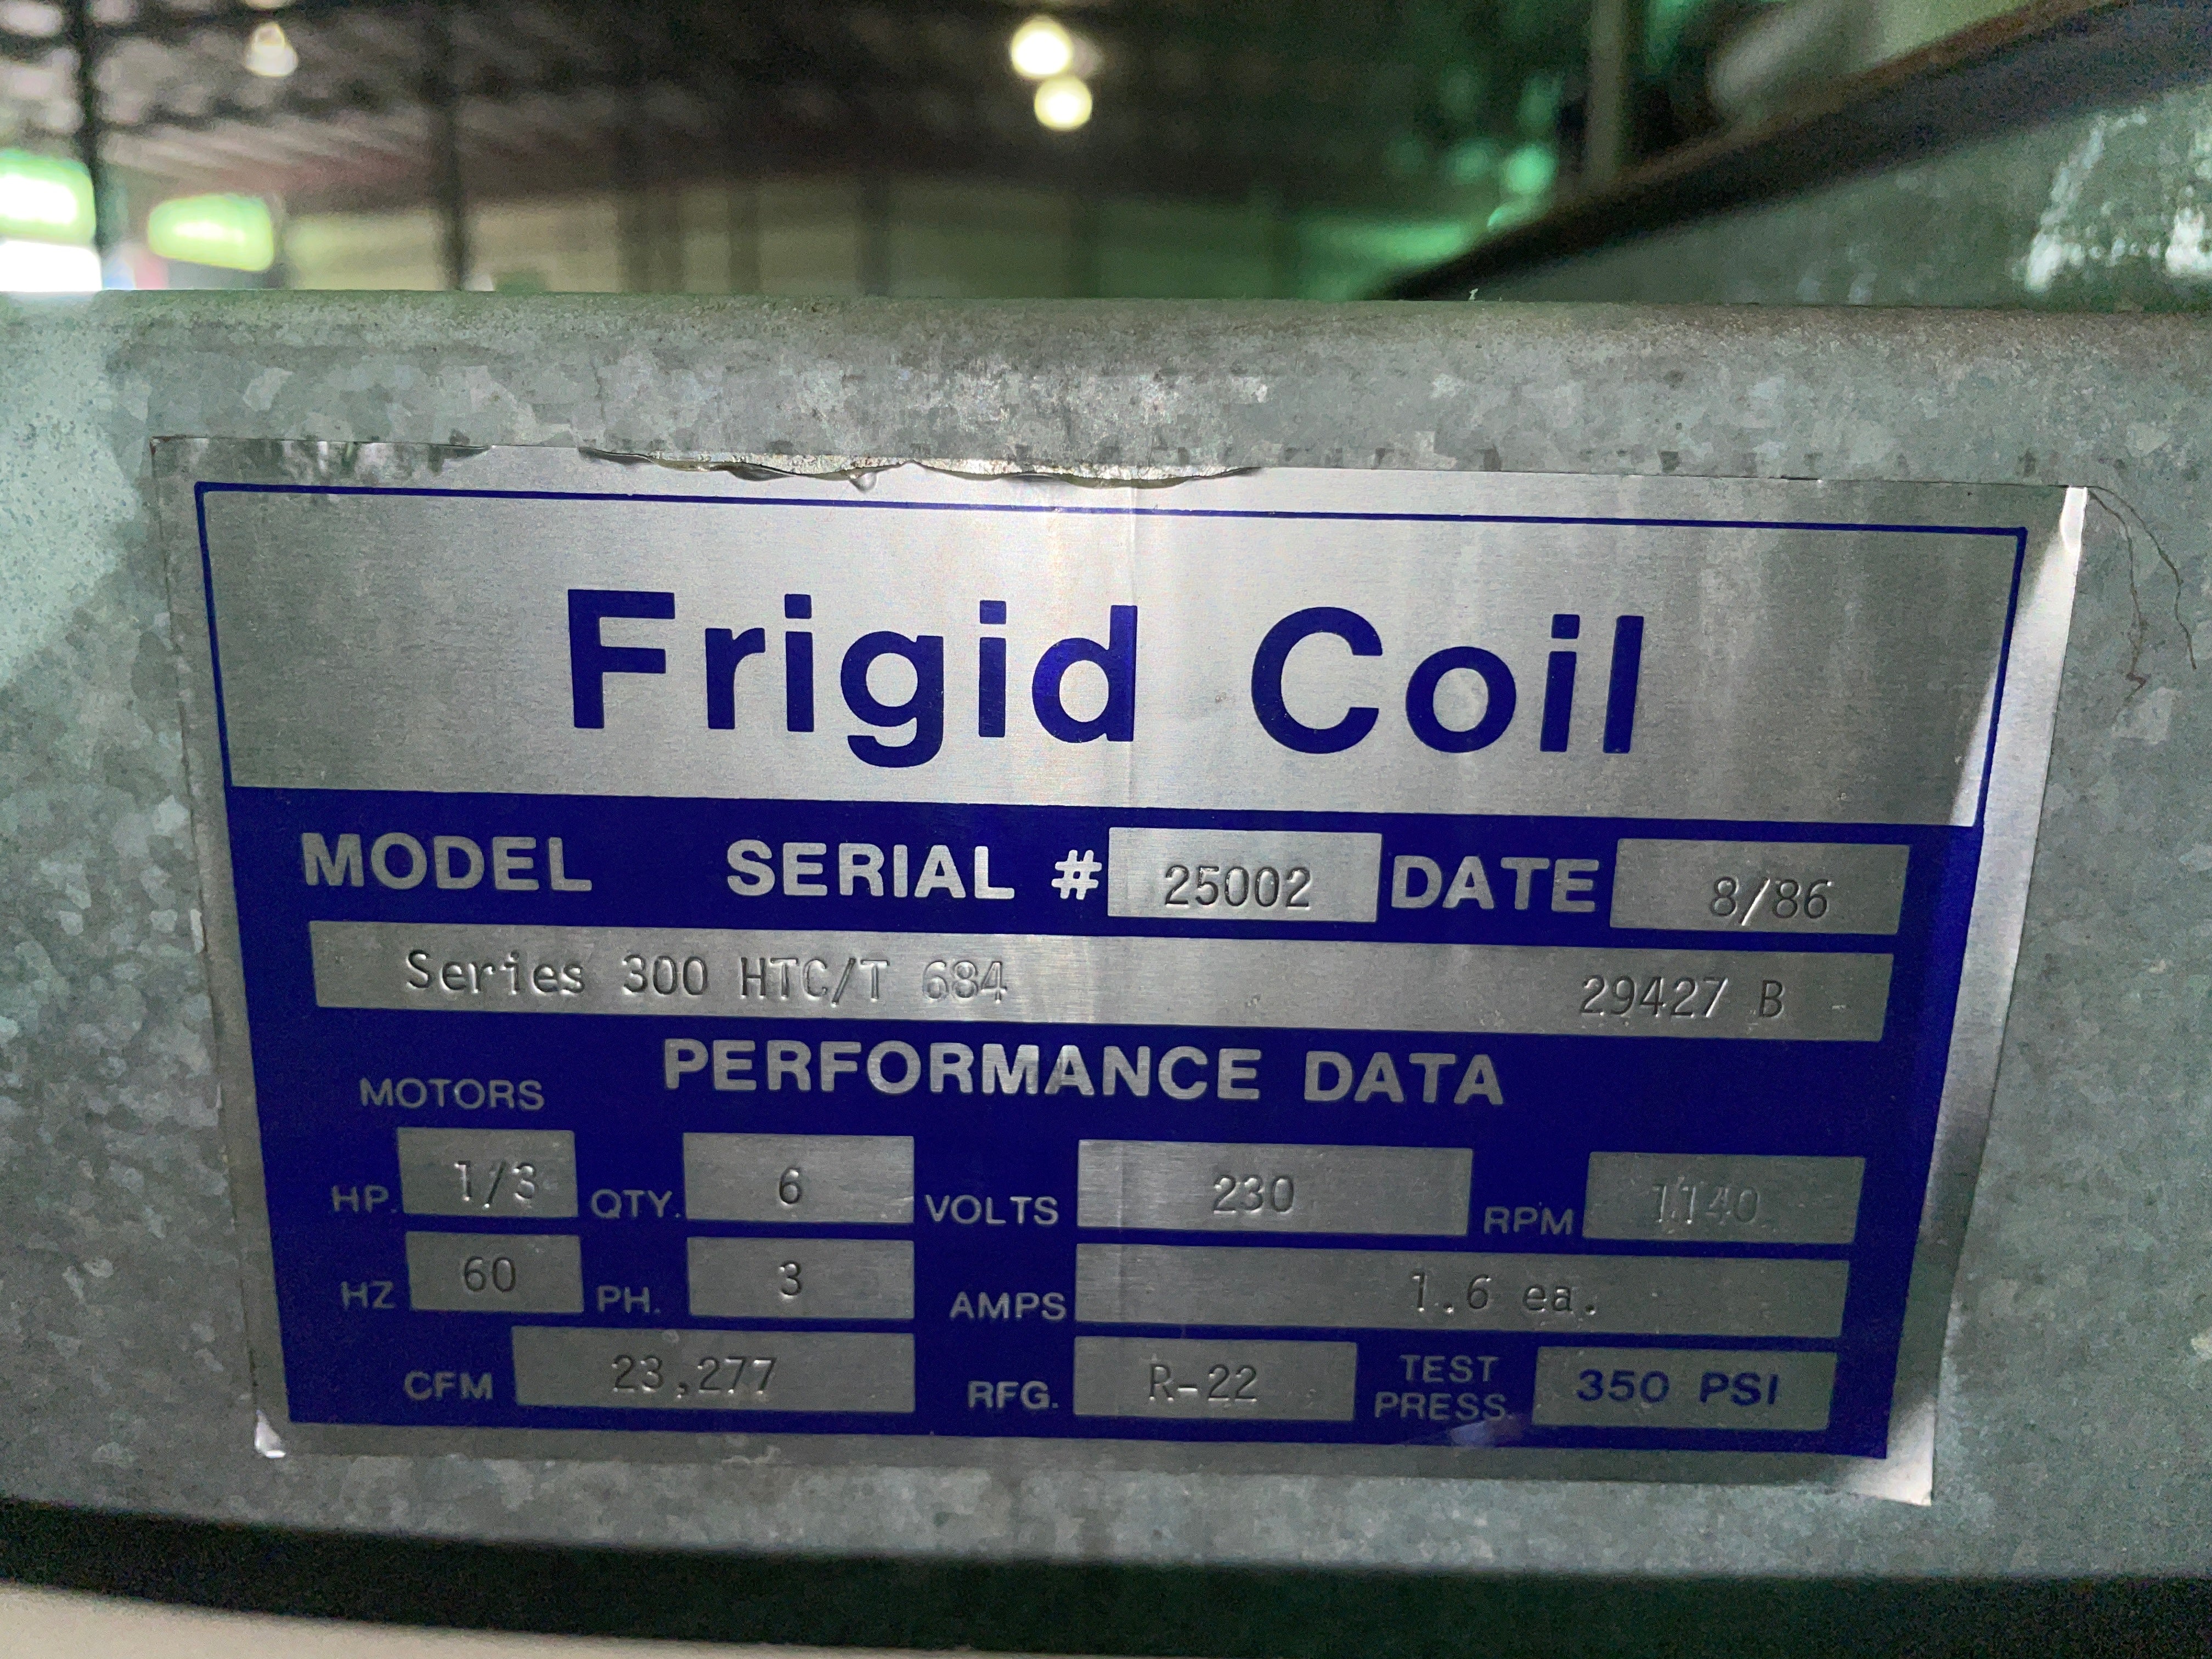 Frigid Coil
MODEL SERIAL # 25002 DATE 8/86
Series 300 HTC/T 684 29427 B
PERFORMANCE DATA
MOTORS
HP. 1/3 QTY. 6 VOLTS 230 RPM 1140
HZ 60 PH. 3 AMPS 1.6 ea.
CFM 23,277 RFG. R-22 TEST PRESS. 350 PSI